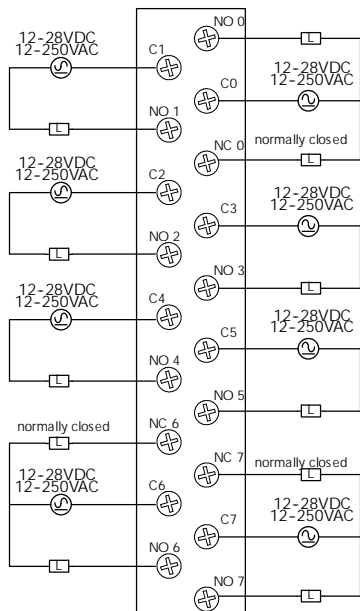 NO 0
12-28VDC
12-250VAC
C1
L
12-28VDC
12-250VAC
C0
NO 1
L
normally closed
NC 0
L
12-28VDC
12-250VAC
C2
12-28VDC
12-250VAC
C3
NO 2
L
NO 3
L
12-28VDC
12-250VAC
C4
12-28VDC
12-250VAC
C5
NO 4
L
NO 5
L
normally closed
NC 6
L
NC 7
normally closed
L
12-28VDC
12-250VAC
C6
12-28VDC
12-250VAC
C7
NO 6
L
NO 7
L